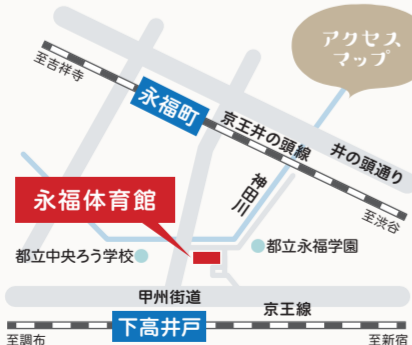 アクセス
マップ
至吉祥寺
永福町
京王井の頭線
井の頭通り
神田川
至渋谷
永福体育館
都立中央ろう学校
都立永福学園
甲州街道
京王線
下高井戸
至調布
至新宿